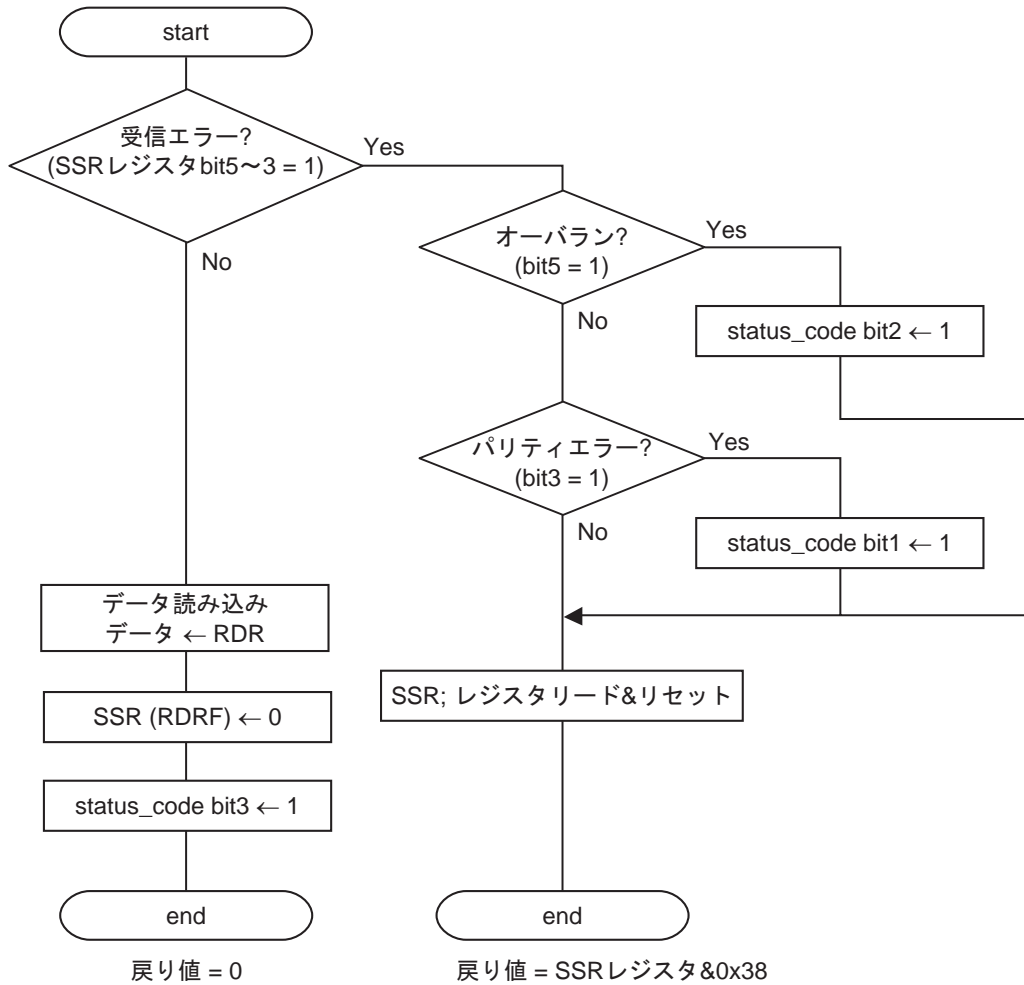 start
受信エラー?
(SSRレジスタbit5～3 = 1)
Yes
No
オーバラン?
(bit5 = 1)
Yes
No
status_code bit2 ← 1
パリティエラー?
(bit3 = 1)
Yes
No
status_code bit1 ← 1
データ読み込み
データ ← RDR
SSR (RDRF) ← 0
status_code bit3 ← 1
end
戻り値 = 0
SSR; レジスタリード&リセット
end
戻り値 = SSRレジスタ&0x38